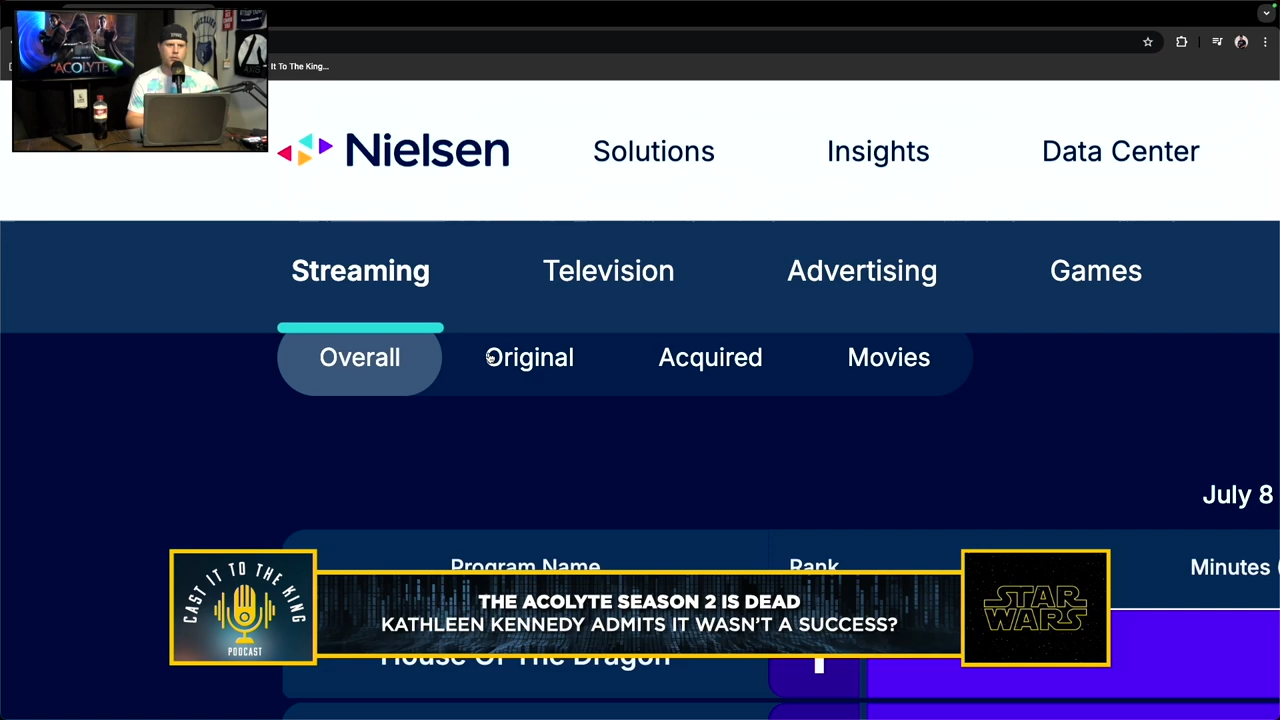 ACOLYTE
It To The King...
Nielsen
Solutions
Insights
Data Center
Streaming
Television
Advertising
Games
Overall
Original
Acquired
Movies
July 8
Program Name
Rank
Minutes
House Of The Dragon
1
CAST IT TO THE KING
PODCAST
THE ACOLYTE SEASON 2 IS DEAD
KATHLEEN KENNEDY ADMITS IT WASN'T A SUCCESS?
STAR
WARS